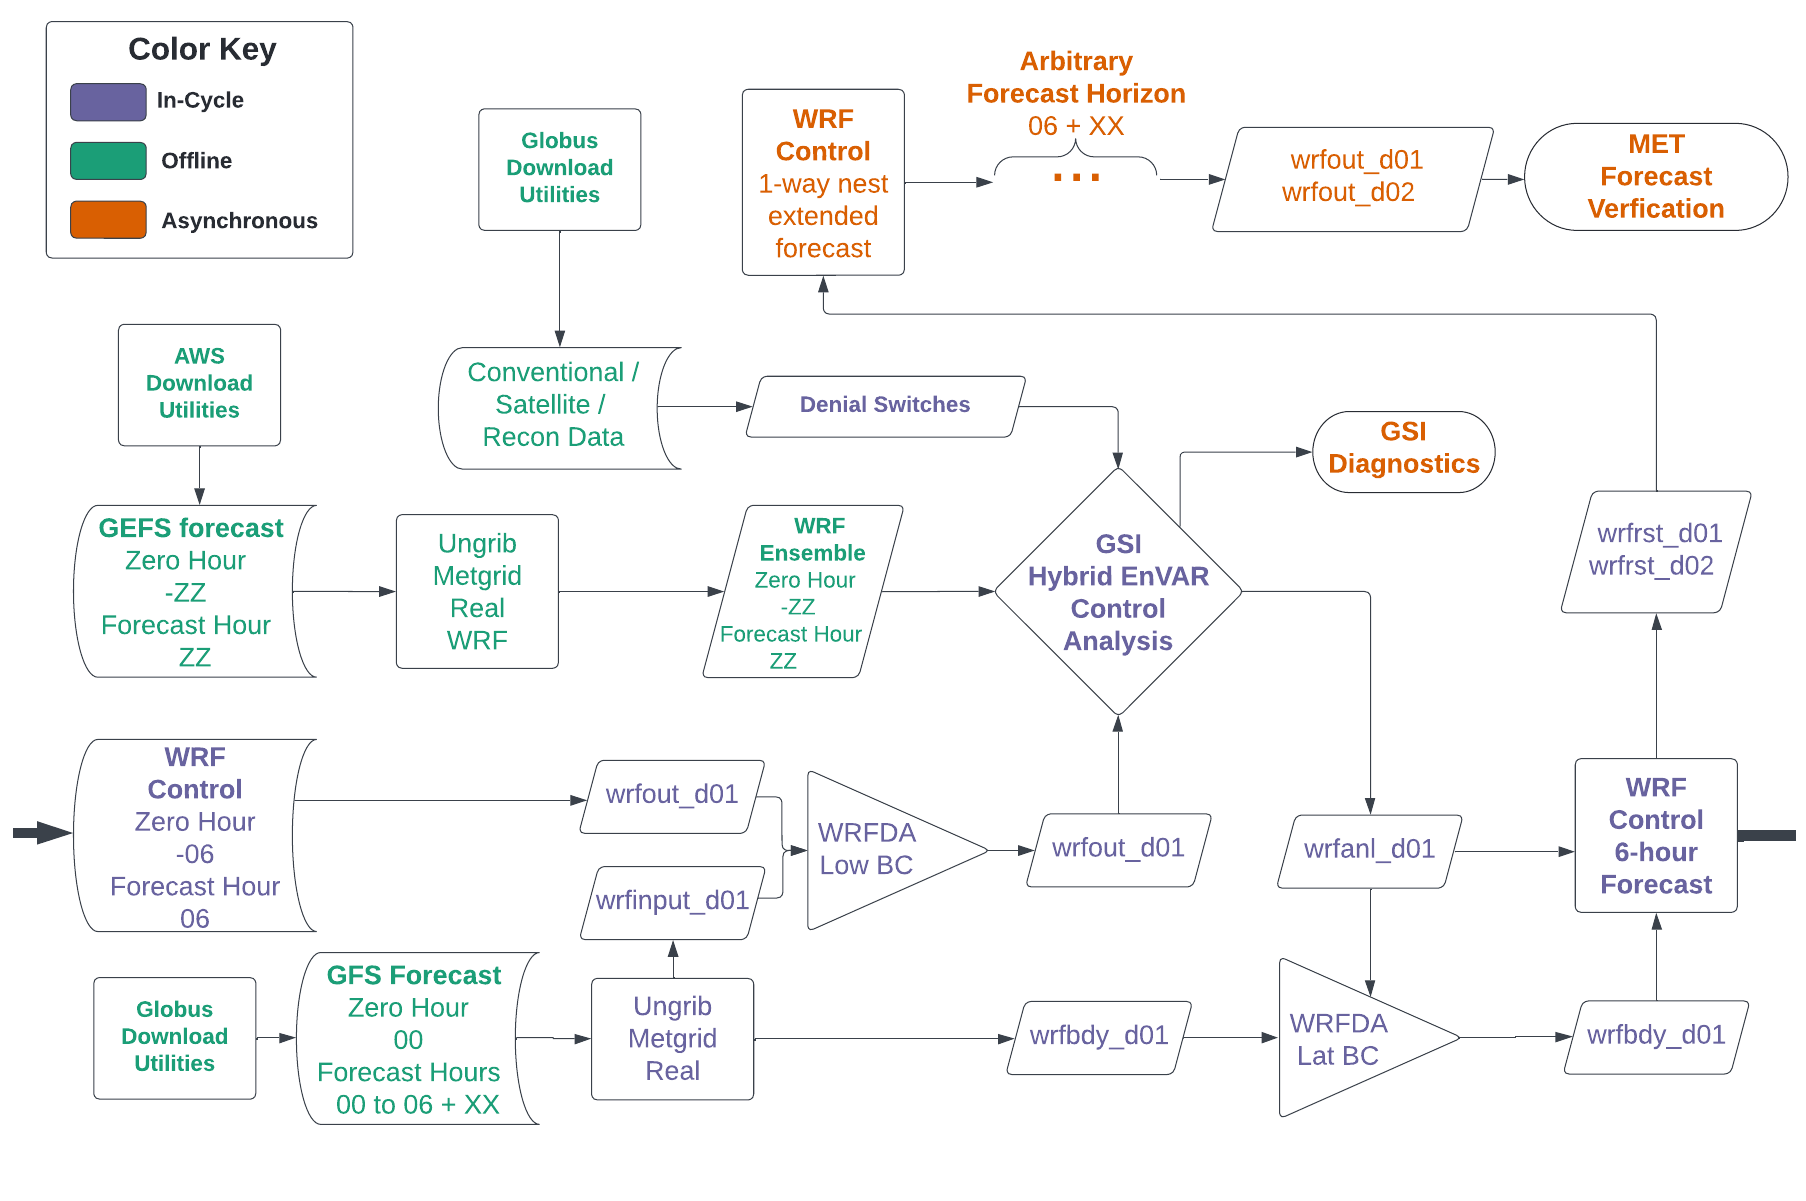 Color Key
In-Cycle
Offline
Asynchronous
Globus
Download
Utilities
WRF
Control
1-way nest
extended
forecast
Arbitrary
Forecast Horizon
06 + XX
...
wrfout_d01
wrfout_d02
MET
Forecast
Verfication
AWS
Download
Utilities
Conventional /
Satellite /
Recon Data
Denial Switches
GSI
Diagnostics
GEFS forecast
Zero Hour
-ZZ
Forecast Hour
ZZ
Ungrib
Metgrid
Real
WRF
WRF
Ensemble
Zero Hour
-ZZ
Forecast Hour
ZZ
GSI
Hybrid EnVAR
Control
Analysis
wrfrst_d01
wrfrst_d02
WRF
Control
Zero Hour
-06
Forecast Hour
06
wrfout_d01
wrfinput_d01
WRFDA
Low BC
wrfout_d01
wrfanl_d01
WRF
Control
6-hour
Forecast
Globus
Download
Utilities
GFS Forecast
Zero Hour
00
Forecast Hours
00 to 06 + XX
Ungrib
Metgrid
Real
wrfbdy_d01
WRFDA
Lat BC
wrfbdy_d01